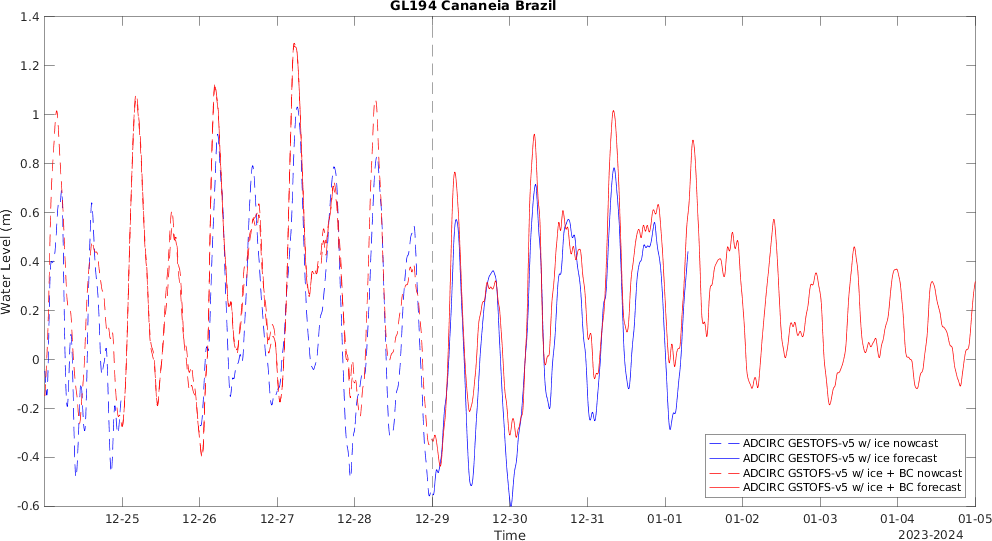 GL194 Cananeia Brazil
1.4
1.2
1
0.8
0.6
0.4
0.2
0
-0.2
-0.4
-0.6
Water Level (m)
12-25 12-26 12-27 12-28 12-29 12-30 12-31 01-01 01-02 01-03 01-04 01-05
Time
2023-2024
ADCIRC GESTOFS-v5 w/ ice nowcast
ADCIRC GESTOFS-v5 w/ ice forecast
ADCIRC GSTOFS-v5 w/ ice + BC nowcast
ADCIRC GSTOFS-v5 w/ ice + BC forecast